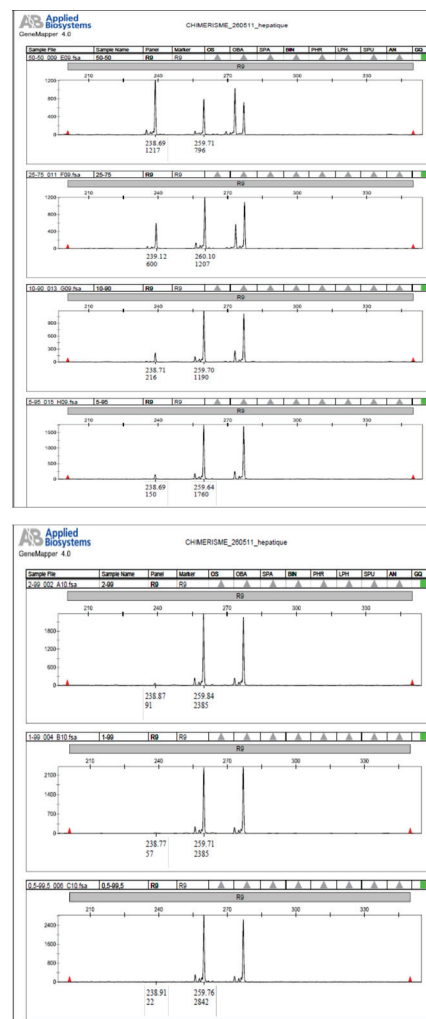 AB Applied Biosystems
GeneMapper 4.0
CHIMERISME_260511_hepatique
Sample File Sample Name Panel Marker OS OBA SPA BIN PHR LPH SPU AN GQ
50-50_009_E09.fsa 50-50 R9 R9
R9
210 240 270 300 330
1200
800
400
0
238.69 259.71
1217 796
25-75_011_F09.fsa 25-75 R9 R9
R9
210 240 270 300 330
1200
800
400
0
239.12 260.10
600 1207
10-90_013_G09.fsa 10-90 R9 R9
R9
210 240 270 300 330
900
600
300
0
238.71 259.70
216 1190
5-95_015_H09.fsa 5-95 R9 R9
R9
210 240 270 300 330
1500
1000
500
0
238.69 259.64
150 1760
AB Applied Biosystems
GeneMapper 4.0
CHIMERISME_260511_hepatique
Sample File Sample Name Panel Marker OS OBA SPA BIN PHR LPH SPU AN GQ
2-99_002_A10.fsa 2-99 R9 R9
R9
210 240 270 300 330
1800
1200
600
0
238.87 259.84
91 2385
1-99_004_B10.fsa 1-99 R9 R9
R9
210 240 270 300 330
2100
1400
700
0
238.77 259.71
57 2385
0,5-99,5_006_C10.fsa 0,5-99,5 R9 R9
R9
210 240 270 300 330
2400
1600
800
0
238.91 259.76
22 2842